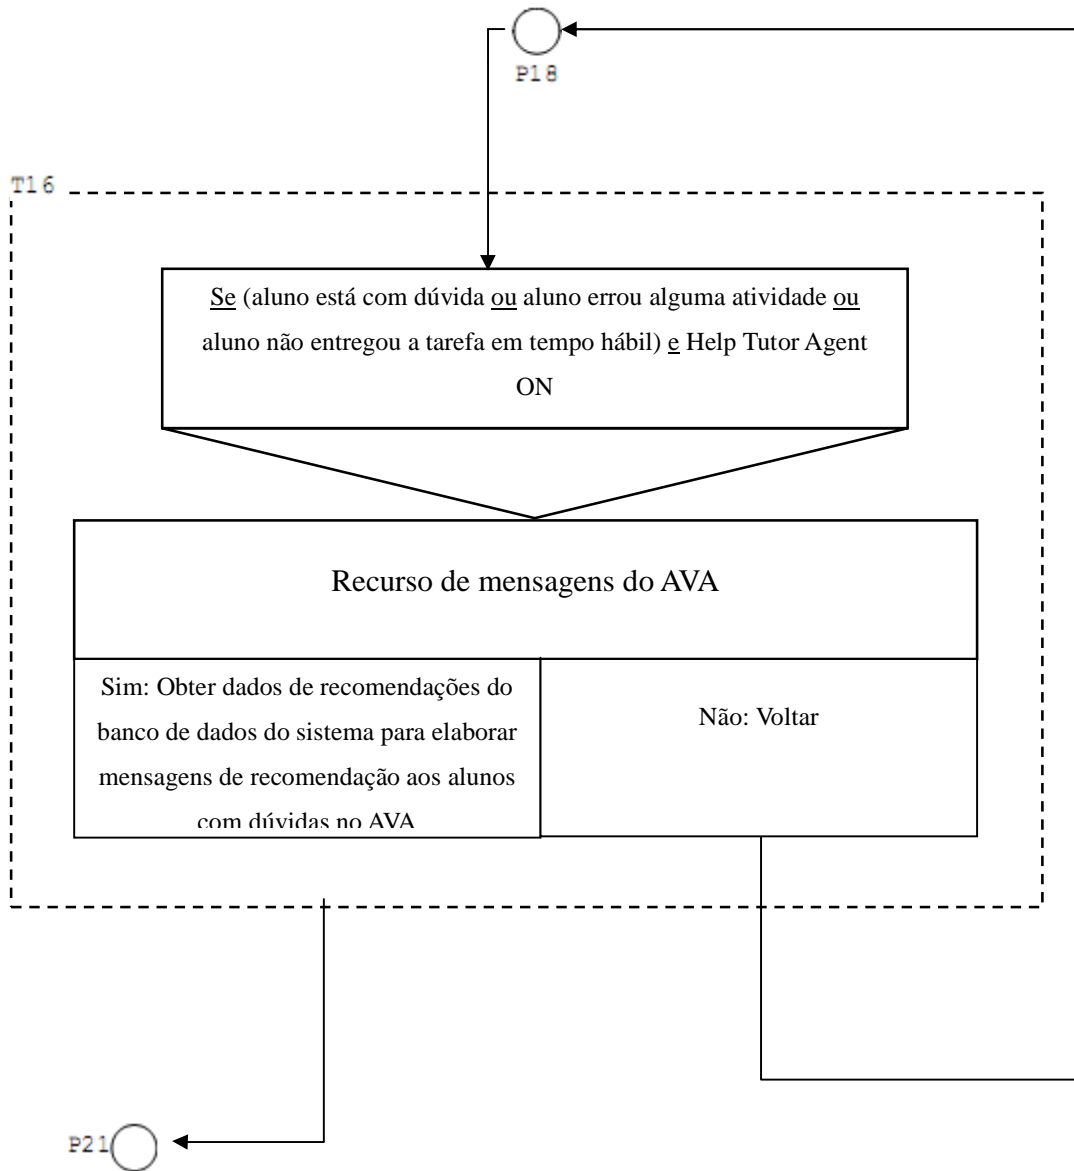 P18
T16
Se (aluno está com dúvida ou aluno errou alguma atividade ou
aluno não entregou a tarefa em tempo hábil) e Help Tutor Agent
ON
Recurso de mensagens do AVA
Sim: Obter dados de recomendações do
banco de dados do sistema para elaborar
mensagens de recomendação aos alunos
com dúvidas no AVA
Não: Voltar
P21